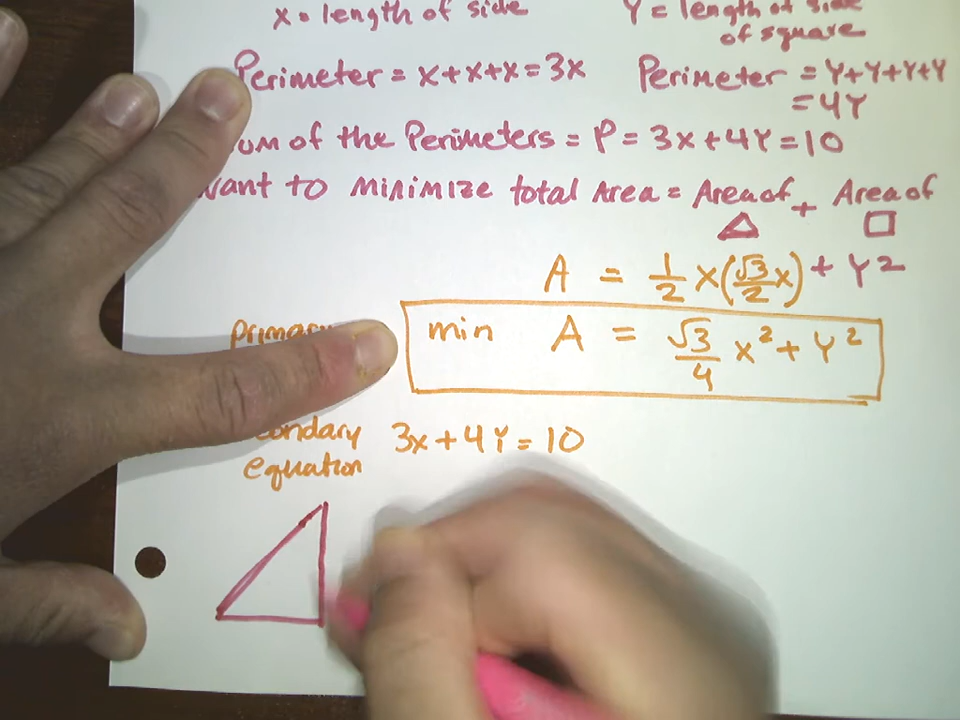 x = length of side
Y = length of side
of square
Perimeter = x+x+x = 3x
Perimeter = Y+Y+Y+Y
= 4Y
of the Perimeters = P = 3x+4Y=10
want to minimize total Area = Area of △ + Area of □
A = 1/2 x(√3/2 x) + Y²
min A = √3/4 x² + Y²
3x+4Y=10
equation